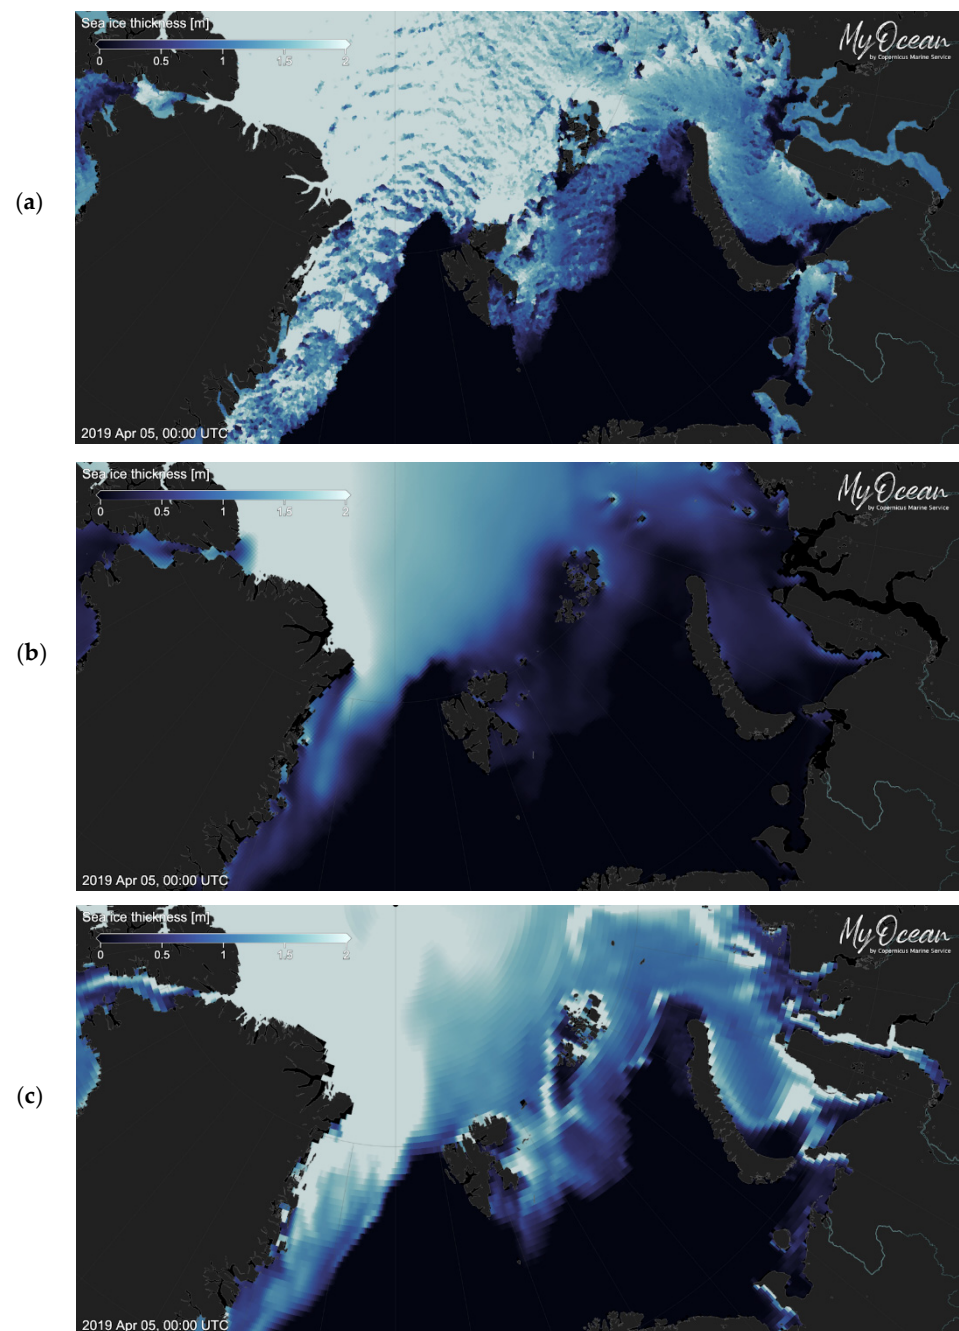 (a)
Sea ice thickness [m]
0 0.5 1 1.5 2
My Ocean
by Copernicus Marine Service
2019 Apr 05, 00:00 UTC
(b)
Sea ice thickness [m]
0 0.5 1 1.5 2
My Ocean
by Copernicus Marine Service
2019 Apr 05, 00:00 UTC
(c)
Sea ice thickness [m]
0 0.5 1 1.5 2
My Ocean
by Copernicus Marine Service
2019 Apr 05, 00:00 UTC